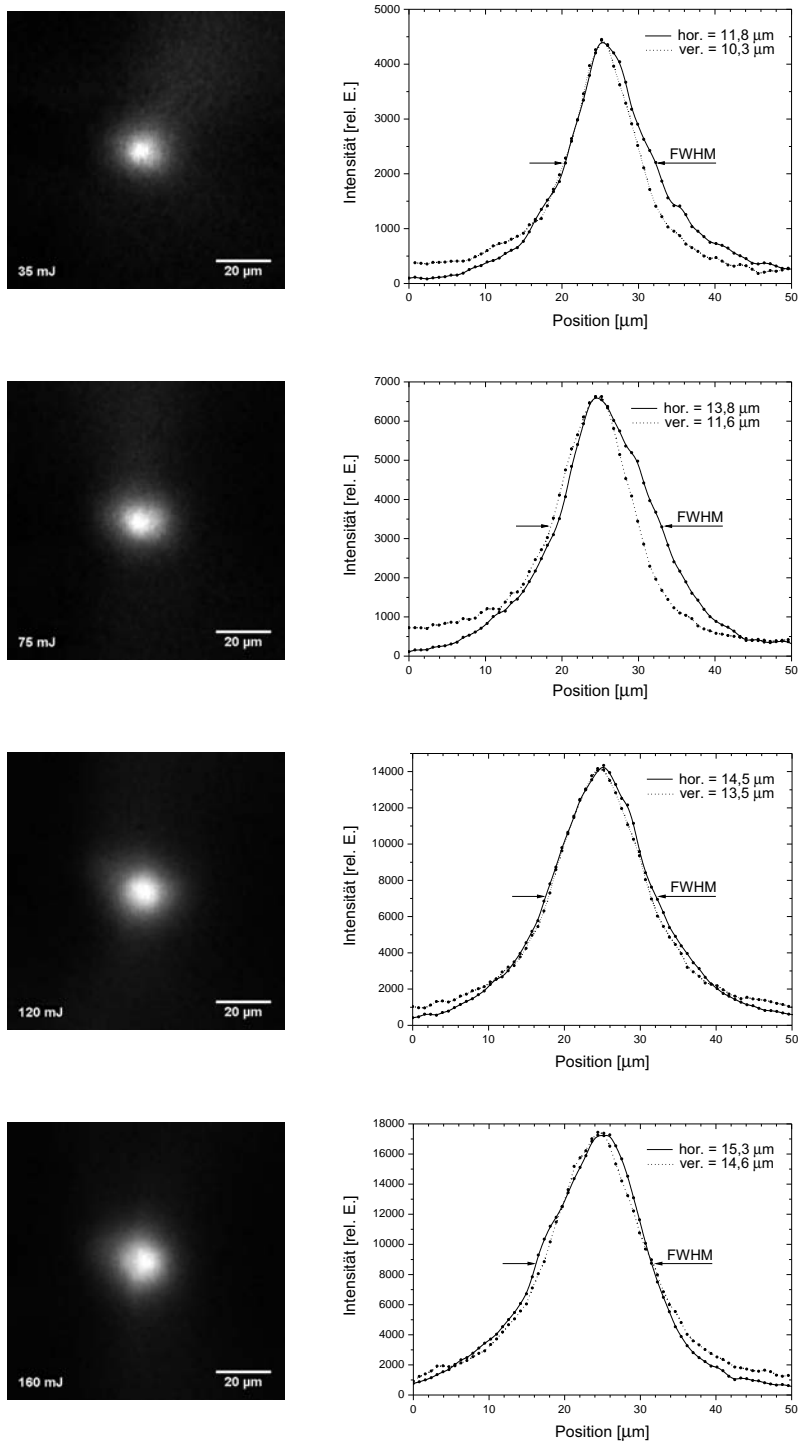 35 mJ
20 µm
5000
4000
3000
2000
1000
0
0 10 20 30 40 50
Intensität [rel. E.]
Position [µm]
hor. = 11,8 µm
ver. = 10,3 µm
FWHM
75 mJ
20 µm
7000
6000
5000
4000
3000
2000
1000
0
0 10 20 30 40 50
Intensität [rel. E.]
Position [µm]
hor. = 13,8 µm
ver. = 11,6 µm
FWHM
120 mJ
20 µm
14000
12000
10000
8000
6000
4000
2000
0
0 10 20 30 40 50
Intensität [rel. E.]
Position [µm]
hor. = 14,5 µm
ver. = 13,5 µm
FWHM
160 mJ
20 µm
18000
16000
14000
12000
10000
8000
6000
4000
2000
0
0 10 20 30 40 50
Intensität [rel. E.]
Position [µm]
hor. = 15,3 µm
ver. = 14,6 µm
FWHM